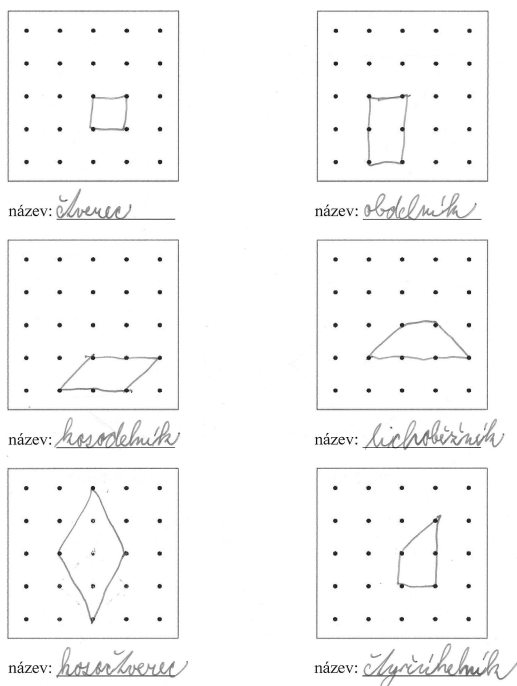 název: čtverec
název: obdelník
název: kosodelník
název: lichoběžník
název: kosočtverec
název: čtyřúhelník